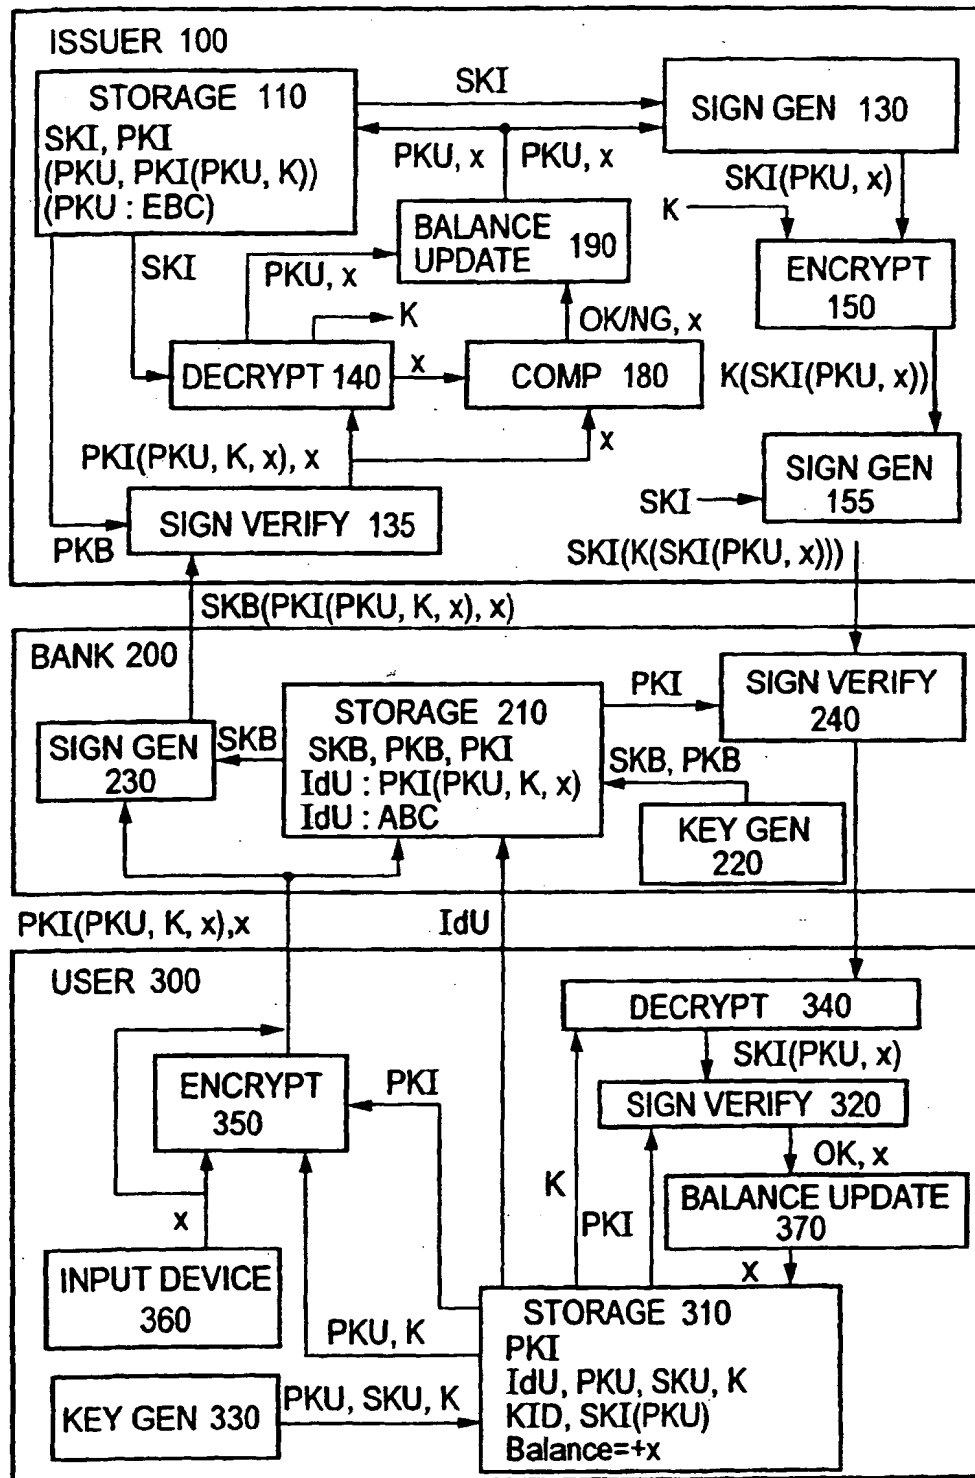 ISSUER 100
STORAGE 110
SKI, PKI
(PKU, PKI(PKU, K))
(PKU : EBC)
SKI
SIGN GEN 130
PKU, x
PKU, x
SKI(PKU, x)
K
BALANCE
UPDATE 190
ENCRYPT
150
SKI
PKU, x
K
OK/NG, x
DECRYPT 140
x
COMP 180
K(SKI(PKU, x))
PKI(PKU, K, x), x
x
SIGN GEN
155
SKI
SIGN VERIFY 135
PKB
SKI(K(SKI(PKU, x)))
SKB(PKI(PKU, K, x), x)
BANK 200
SIGN GEN
230
SKB
STORAGE 210
SKB, PKB, PKI
IdU : PKI(PKU, K, x)
IdU : ABC
PKI
SIGN VERIFY
240
SKB, PKB
KEY GEN
220
PKI(PKU, K, x),x
IdU
USER 300
DECRYPT 340
SKI(PKU, x)
ENCRYPT
350
PKI
SIGN VERIFY 320
OK, x
K
PKI
BALANCE UPDATE
370
x
x
INPUT DEVICE
360
PKU, K
STORAGE 310
PKI
IdU, PKU, SKU, K
KID, SKI(PKU)
Balance=+x
KEY GEN 330
PKU, SKU, K